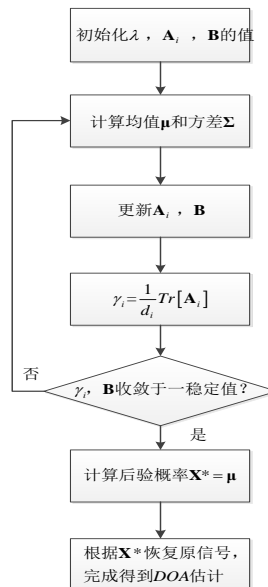 初始化λ，A_i，B的值
计算均值μ和方差Σ
更新A_i，B
γ_i=1/d_i Tr[A_i]
否
γ_i，B收敛于一稳定值？
是
计算后验概率X*=μ
根据X*恢复原信号，
完成得到DOA估计